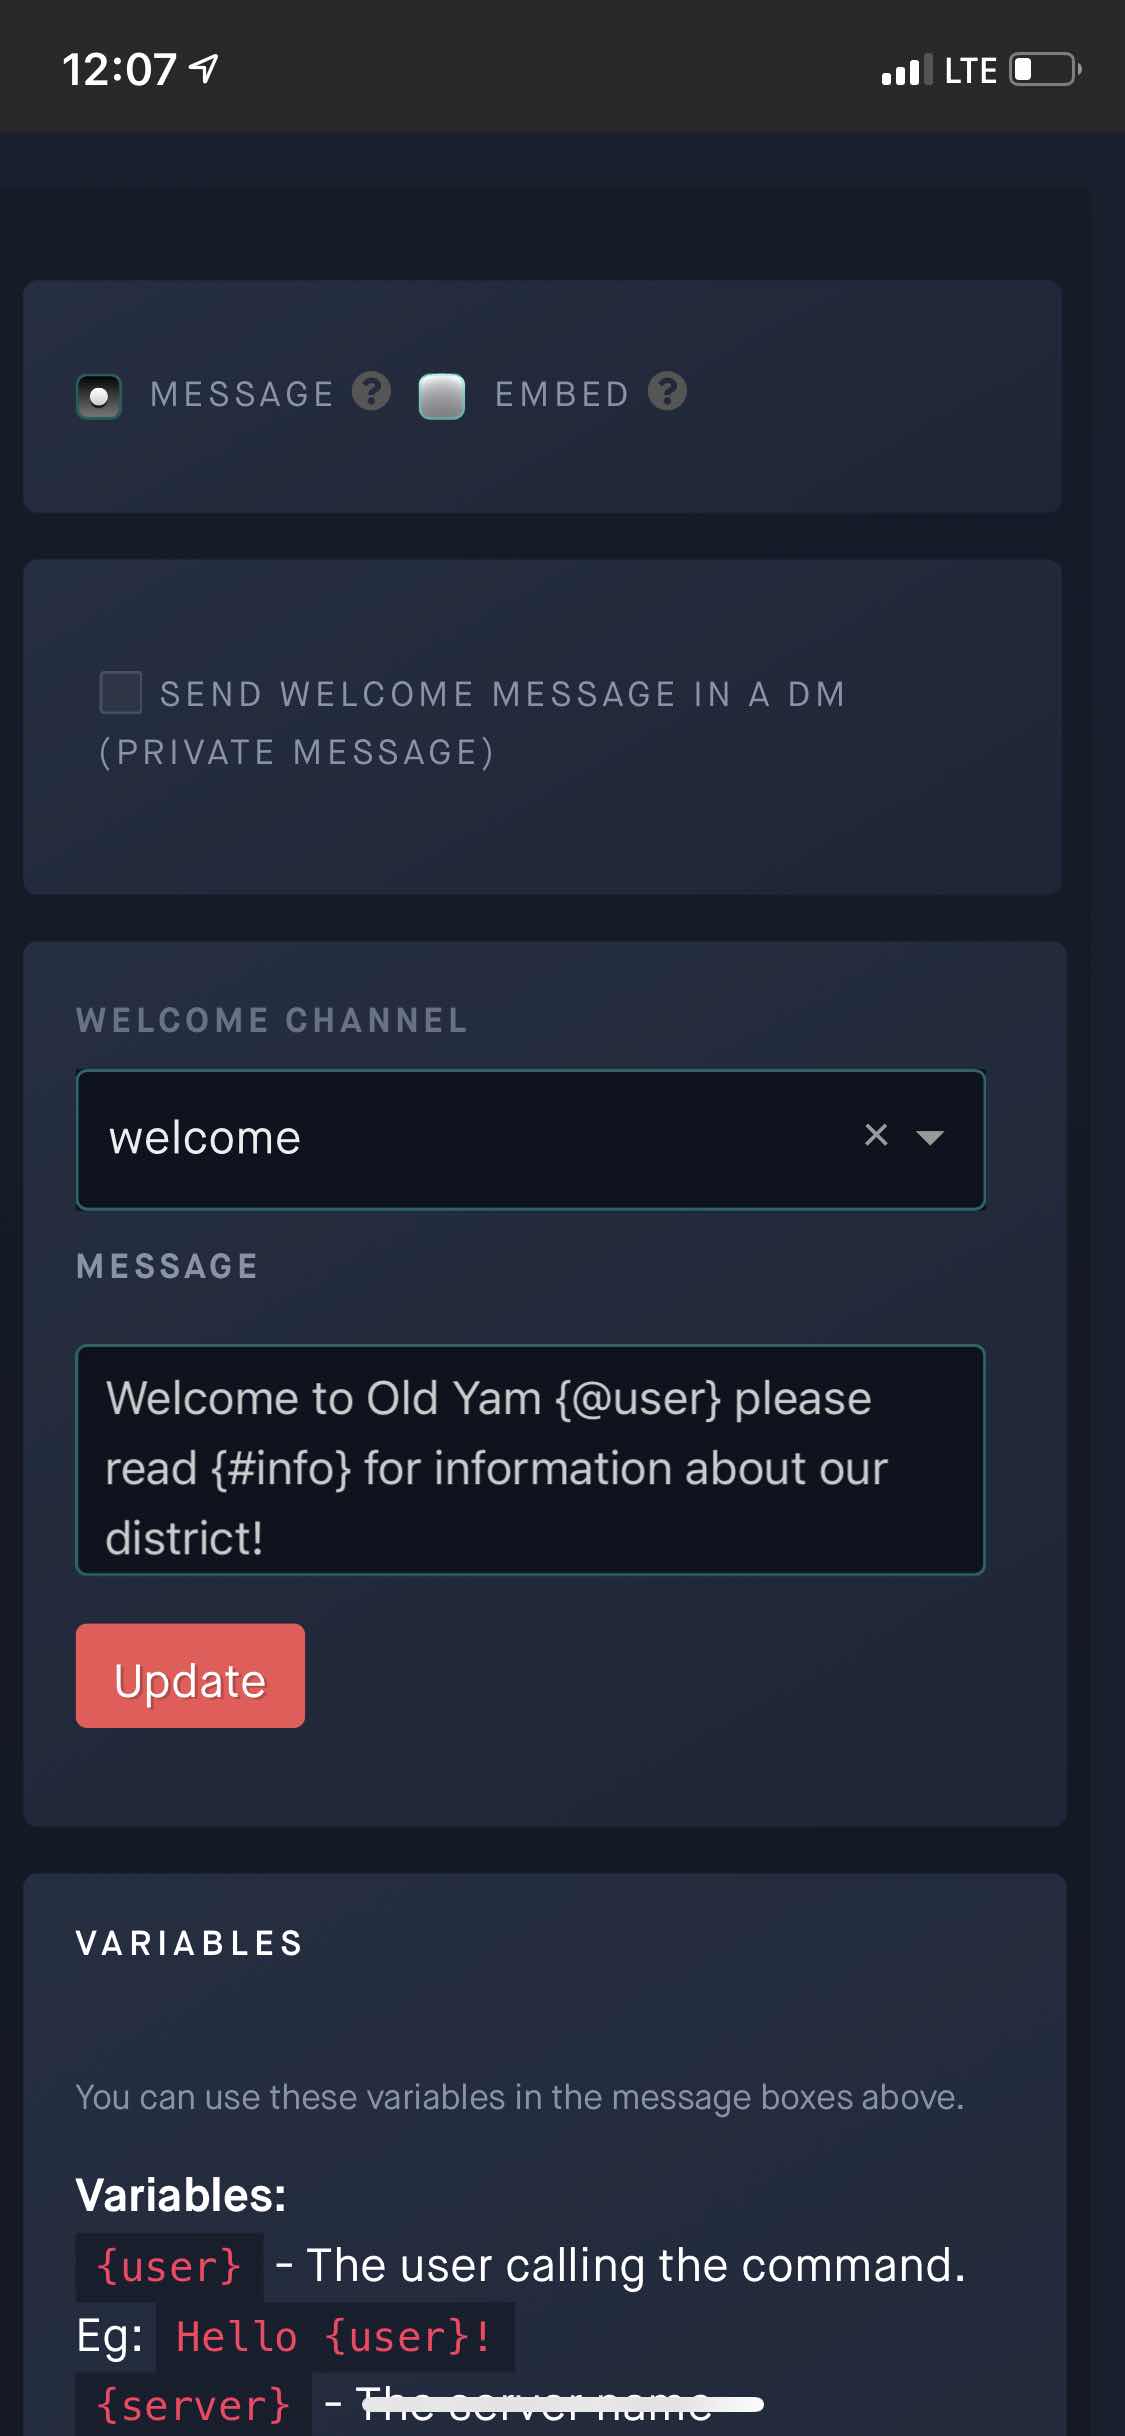 12:07 LTE
MESSAGE ? EMBED ?
SEND WELCOME MESSAGE IN A DM
(PRIVATE MESSAGE)
WELCOME CHANNEL
welcome
MESSAGE
Welcome to Old Yam {@user} please
read {#info} for information about our
district!
Update
VARIABLES
You can use these variables in the message boxes above.
Variables:
{user} - The user calling the command.
Eg: Hello {user}!
{server} - The server name